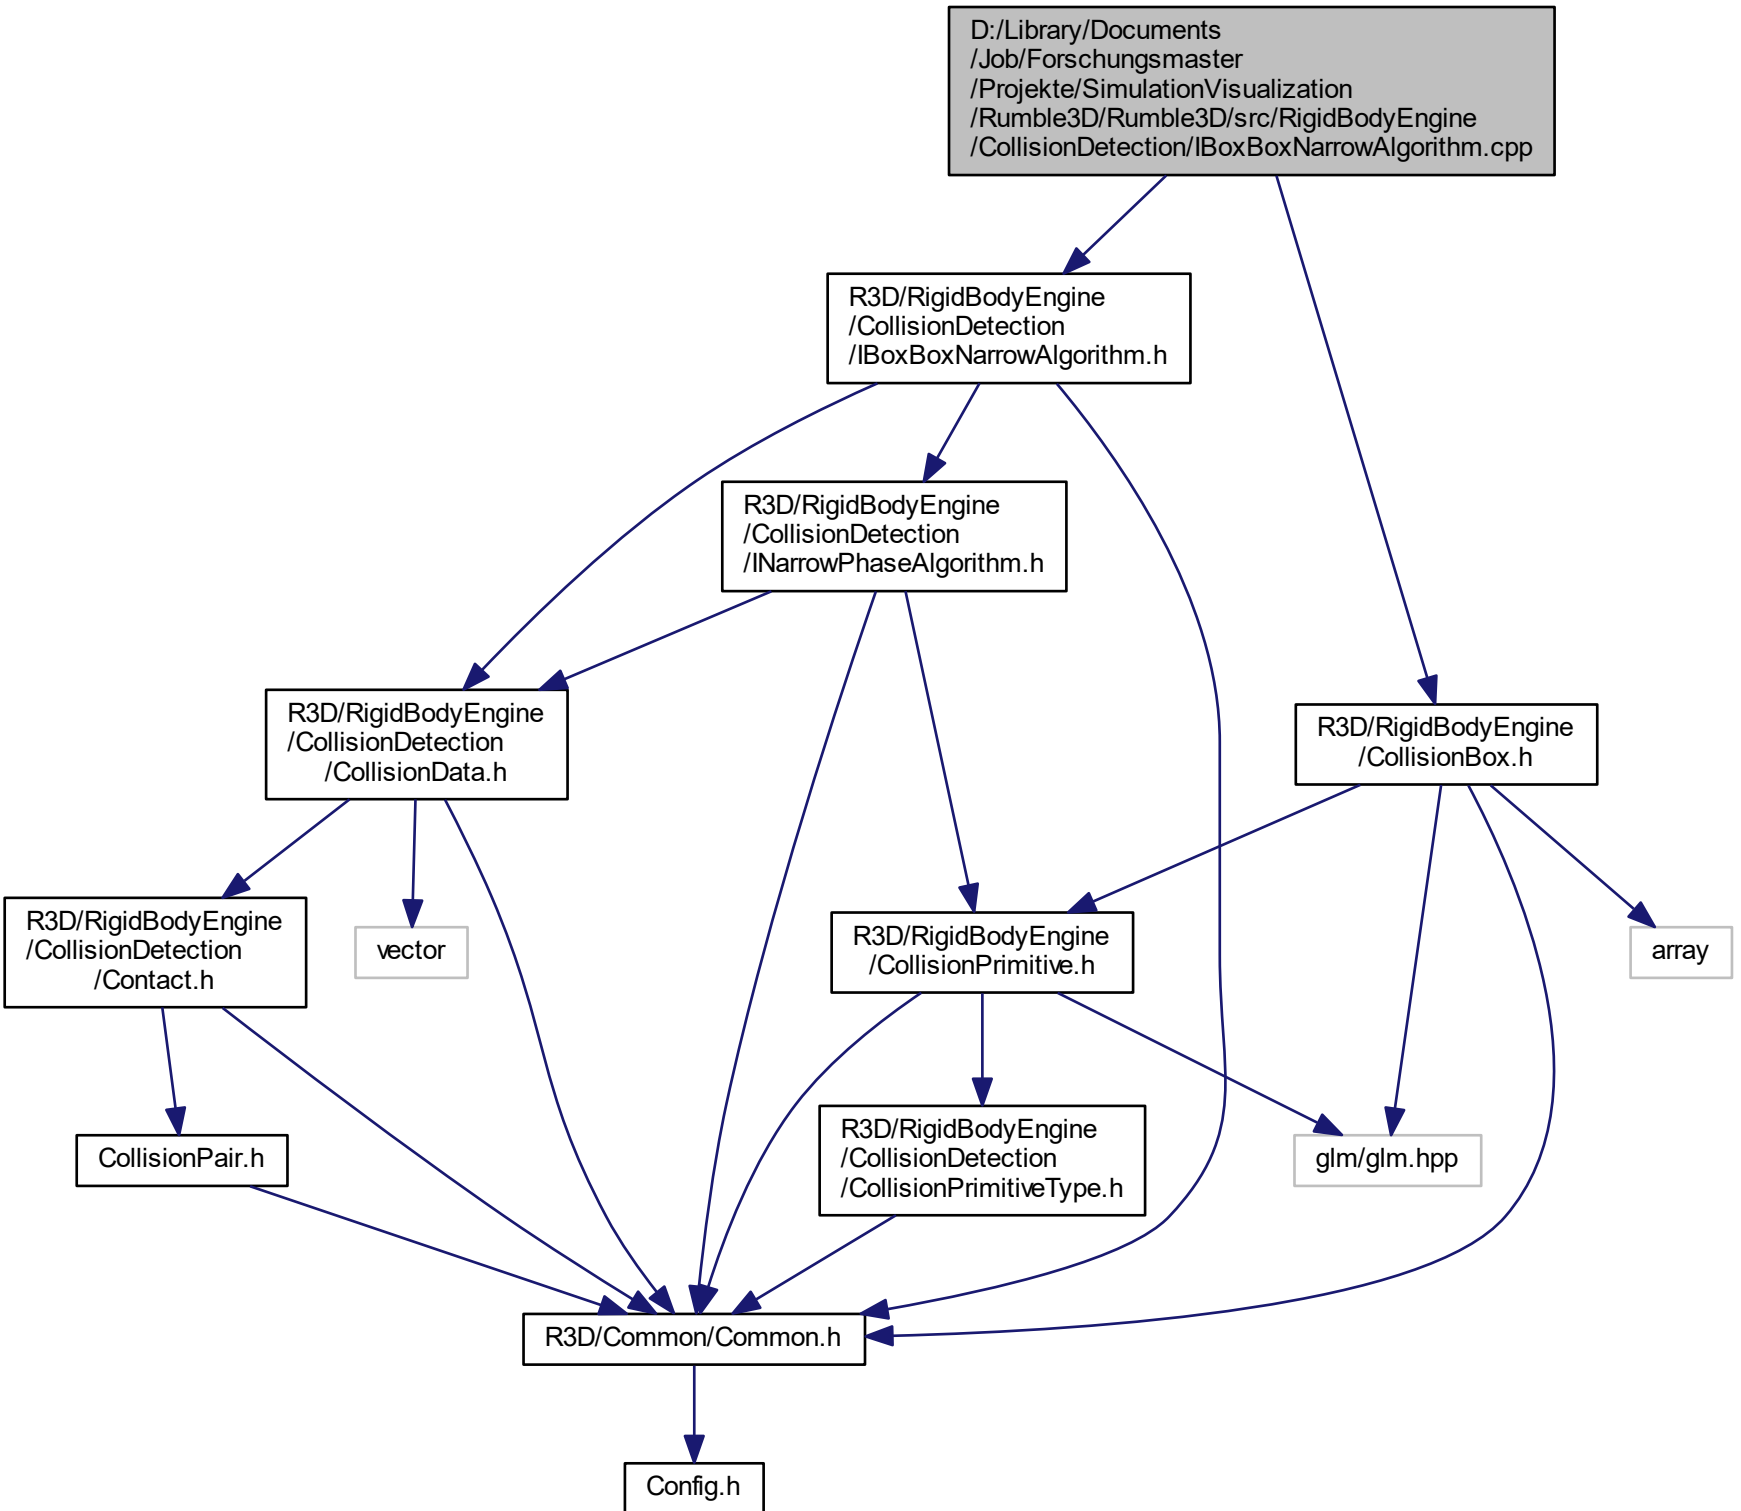 D:/Library/Documents
/Job/Forschungsmaster
/Projekte/SimulationVisualization
/Rumble3D/Rumble3D/src/RigidBodyEngine
/CollisionDetection/IBoxBoxNarrowAlgorithm.cpp
R3D/RigidBodyEngine
/CollisionDetection
/IBoxBoxNarrowAlgorithm.h
R3D/RigidBodyEngine
/CollisionDetection
/INarrowPhaseAlgorithm.h
R3D/RigidBodyEngine
/CollisionDetection
/CollisionData.h
R3D/RigidBodyEngine
/CollisionBox.h
R3D/RigidBodyEngine
/CollisionDetection
/Contact.h
vector
R3D/RigidBodyEngine
/CollisionPrimitive.h
array
CollisionPair.h
R3D/RigidBodyEngine
/CollisionDetection
/CollisionPrimitiveType.h
glm/glm.hpp
R3D/Common/Common.h
Config.h